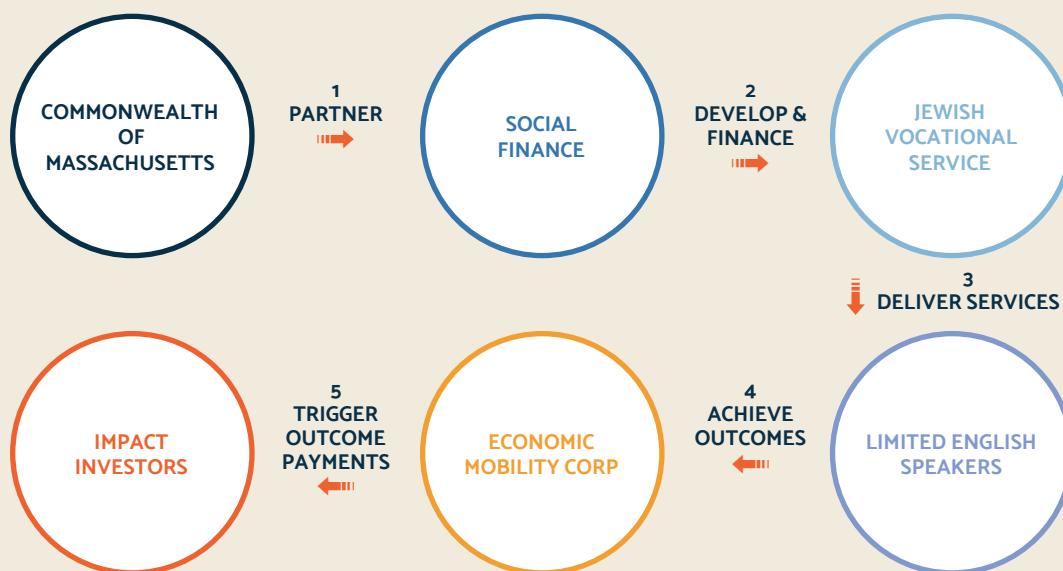 COMMONWEALTH
OF
MASSACHUSETTS
1
PARTNER
SOCIAL
FINANCE
2
DEVELOP &
FINANCE
JEWISH
VOCATIONAL
SERVICE
3
DELIVER SERVICES
LIMITED ENGLISH
SPEAKERS
4
ACHIEVE
OUTCOMES
ECONOMIC
MOBILITY CORP
5
TRIGGER
OUTCOME
PAYMENTS
IMPACT
INVESTORS